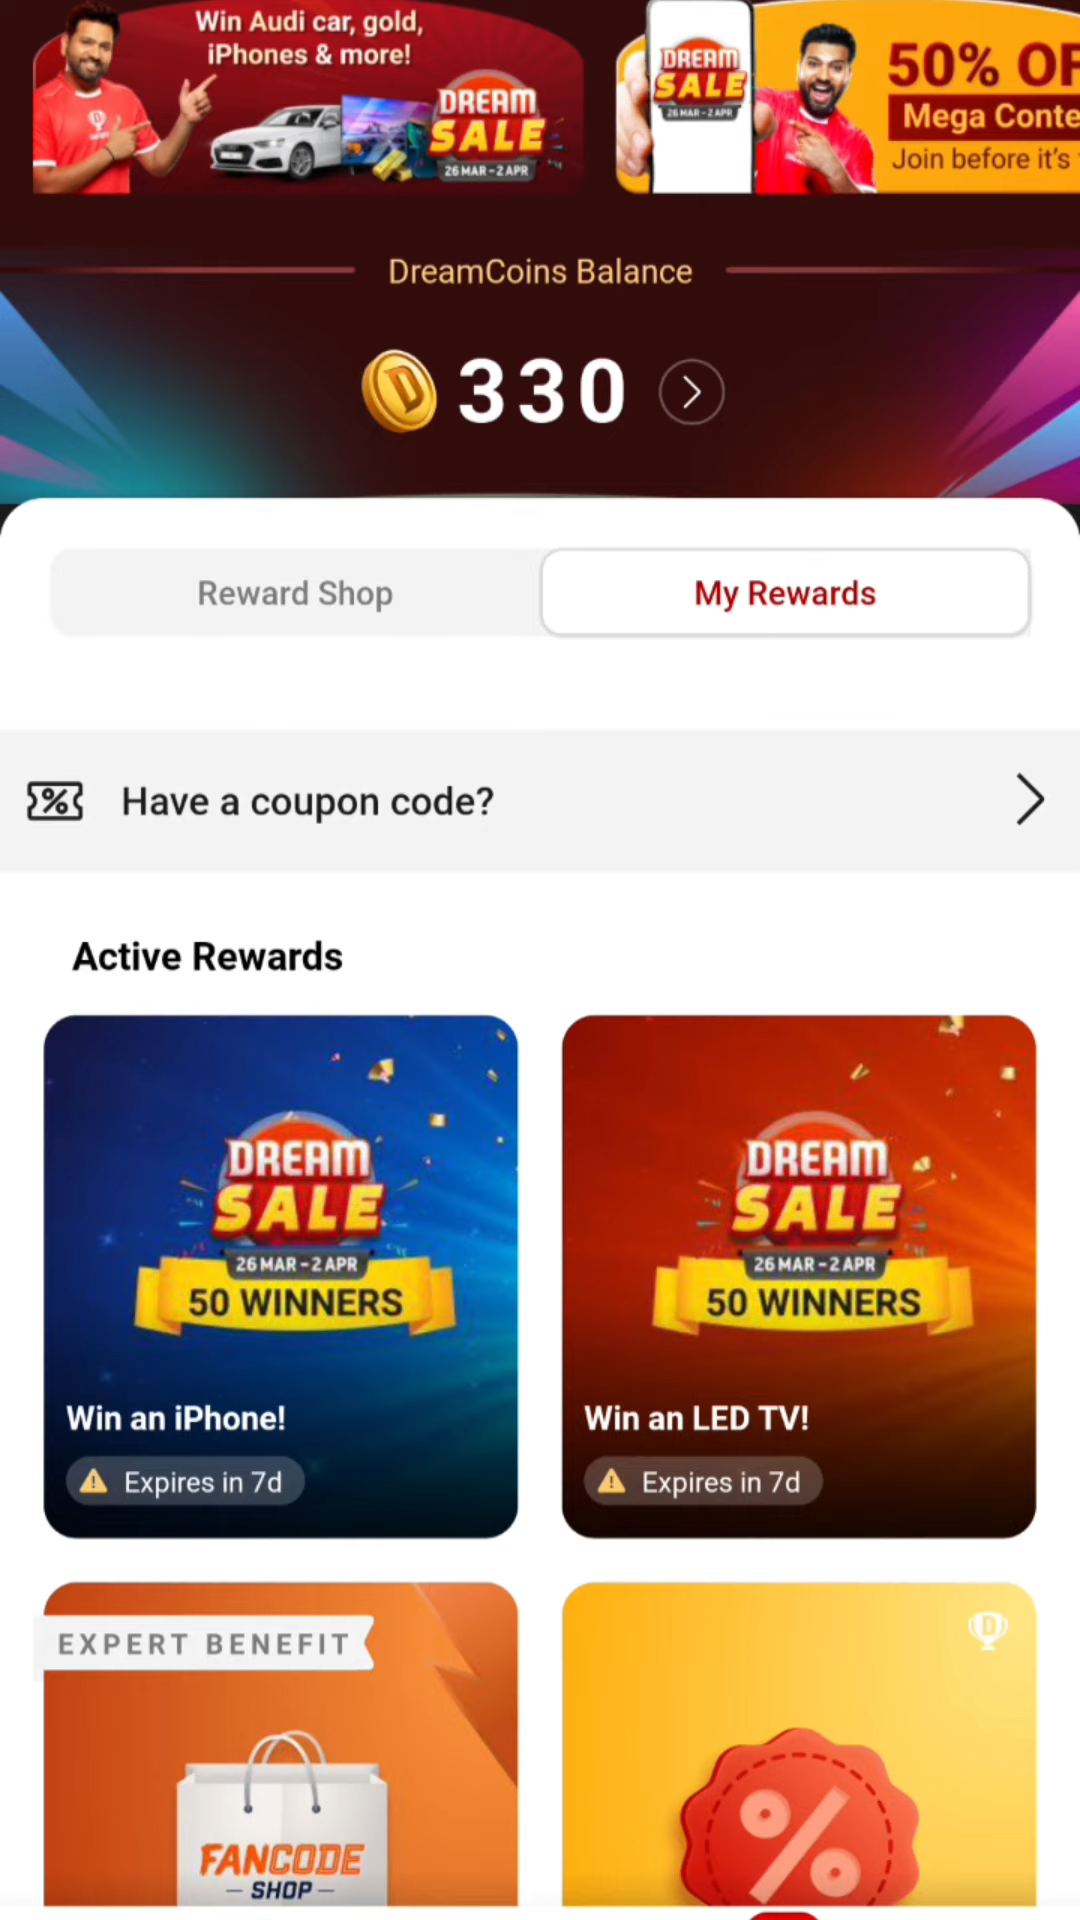 Win Audi car, gold,
iPhones & more!
DREAM
SALE
26 MAR – 2 APR
DREAM
SALE
26 MAR – 2 APR
50% OF
Mega Conte
Join before it's
DreamCoins Balance
330
Reward Shop
My Rewards
Have a coupon code?
Active Rewards
DREAM
SALE
26 MAR – 2 APR
50 WINNERS
Win an iPhone!
Expires in 7d
DREAM
SALE
26 MAR – 2 APR
50 WINNERS
Win an LED TV!
Expires in 7d
EXPERT BENEFIT
FANCODE
— SHOP —